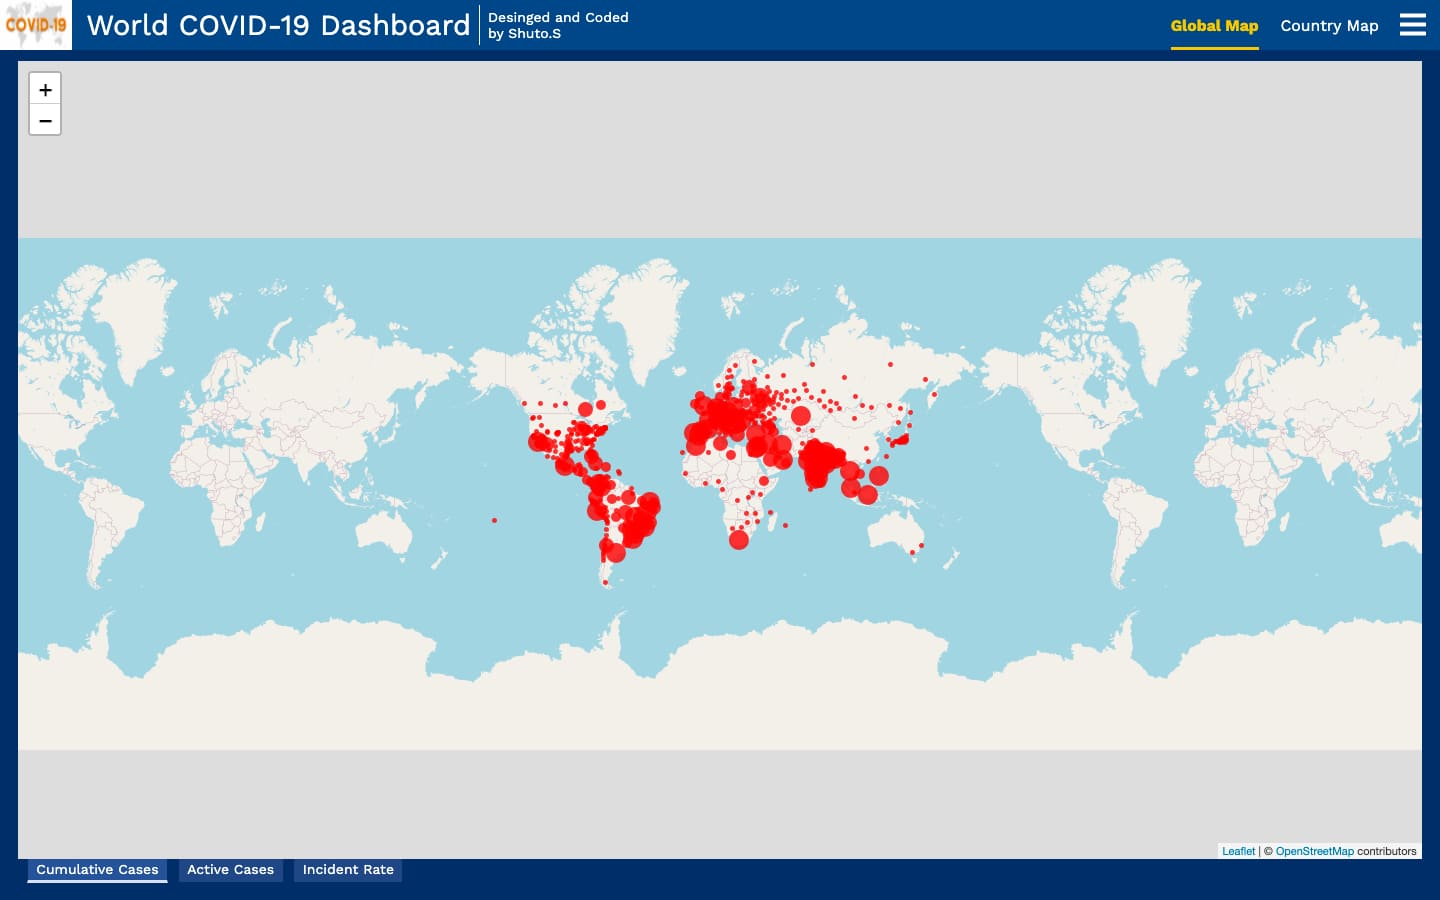 COVID-19
World COVID-19 Dashboard
Desinged and Coded
by Shuto.S
Global Map
Country Map
+
−
Leaflet | © OpenStreetMap contributors
Cumulative Cases
Active Cases
Incident Rate